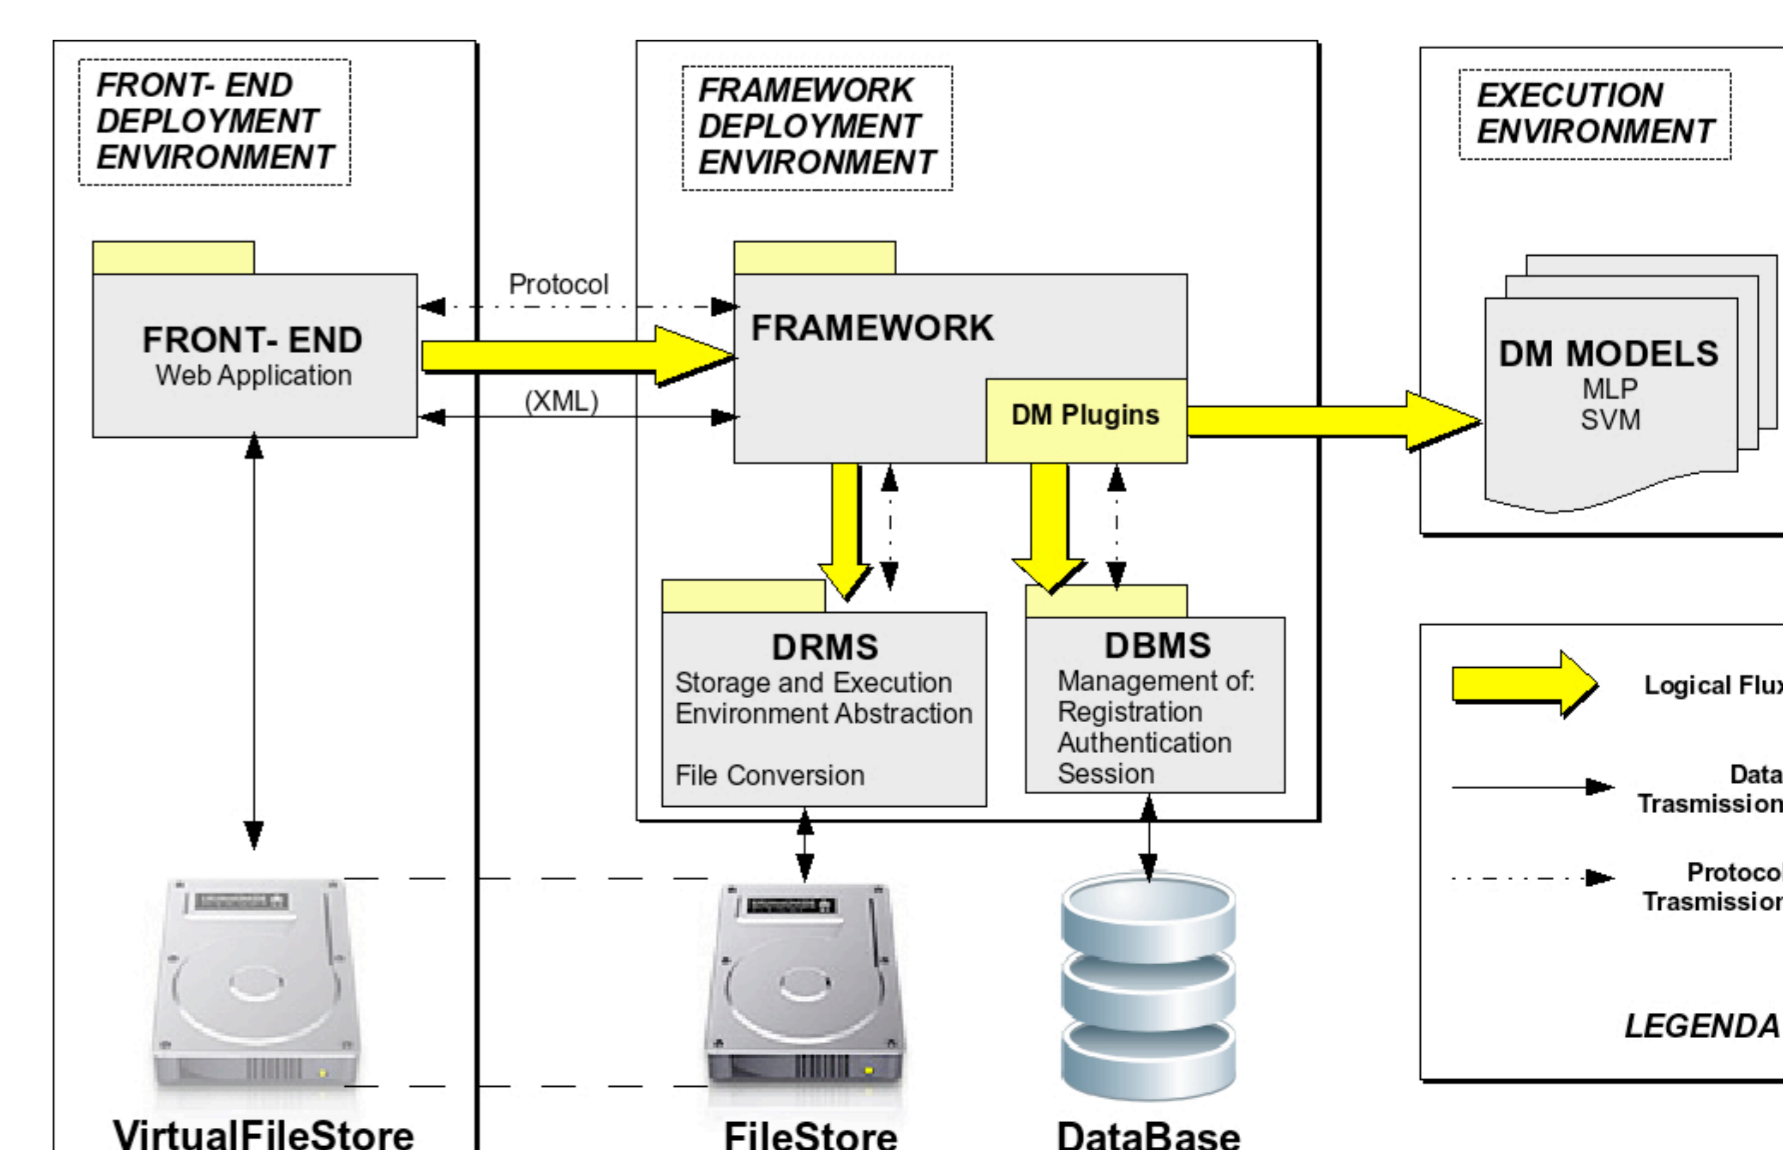 FRONT- END
DEPLOYMENT
ENVIRONMENT
FRAMEWORK
DEPLOYMENT
ENVIRONMENT
EXECUTION
ENVIRONMENT
FRONT- END
Web Application
Protocol
(XML)
FRAMEWORK
DM Plugins
DM MODELS
MLP
SVM
DRMS
Storage and Execution
Environment Abstraction
File Conversion
DBMS
Management of:
Registration
Authentication
Session
Logical Flux
Data
Trasmission
Protocol
Trasmission
LEGENDA
VirtualFileStore
FileStore
DataBase